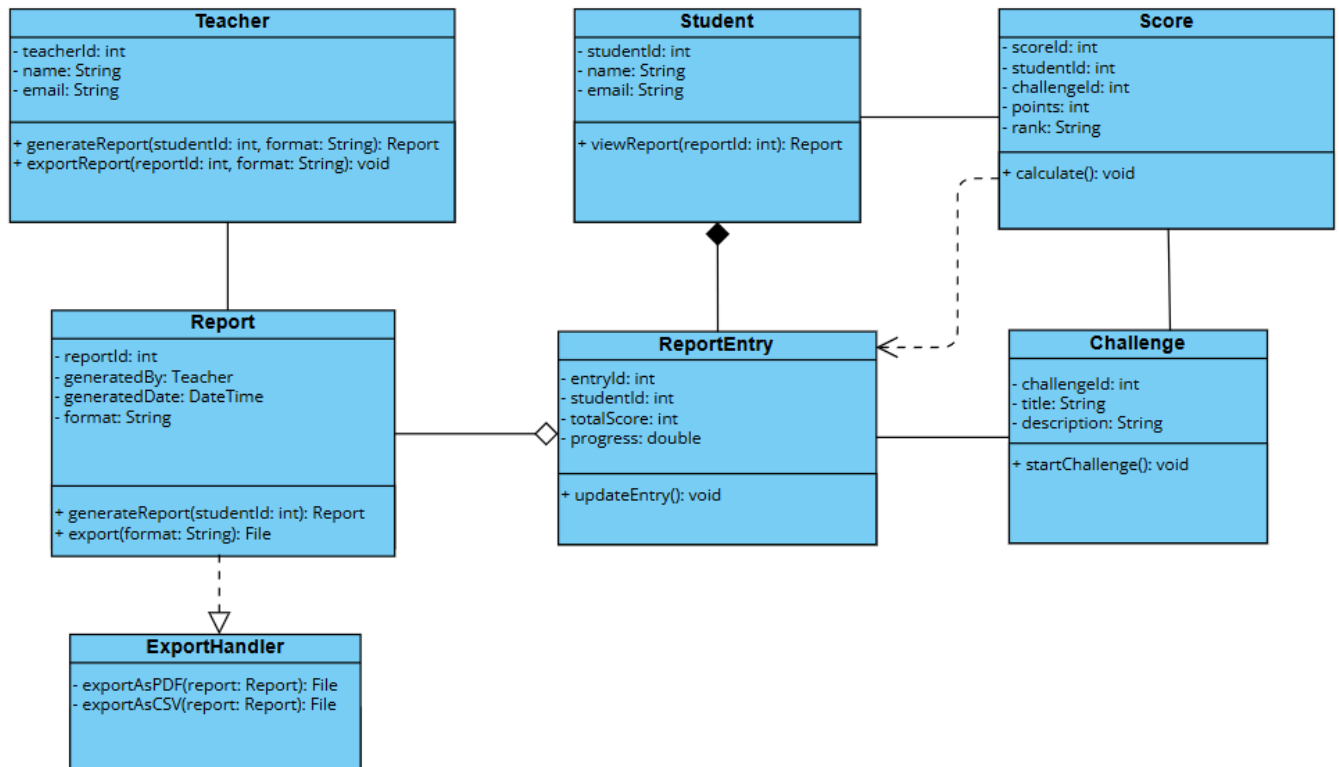 Teacher
- teacherId: int
- name: String
- email: String
+ generateReport(studentId: int, format: String): Report
+ exportReport(reportId: int, format: String): void
Student
- studentId: int
- name: String
- email: String
+ viewReport(reportId: int): Report
Score
- scoreId: int
- studentId: int
- challengeId: int
- points: int
- rank: String
+ calculate(): void
Report
- reportId: int
- generatedBy: Teacher
- generatedDate: DateTime
- format: String
+ generateReport(studentId: int): Report
+ export(format: String): File
ReportEntry
- entryId: int
- studentId: int
- totalScore: int
- progress: double
+ updateEntry(): void
Challenge
- challengeId: int
- title: String
- description: String
+ startChallenge(): void
ExportHandler
- exportAsPDF(report: Report): File
- exportAsCSV(report: Report): File